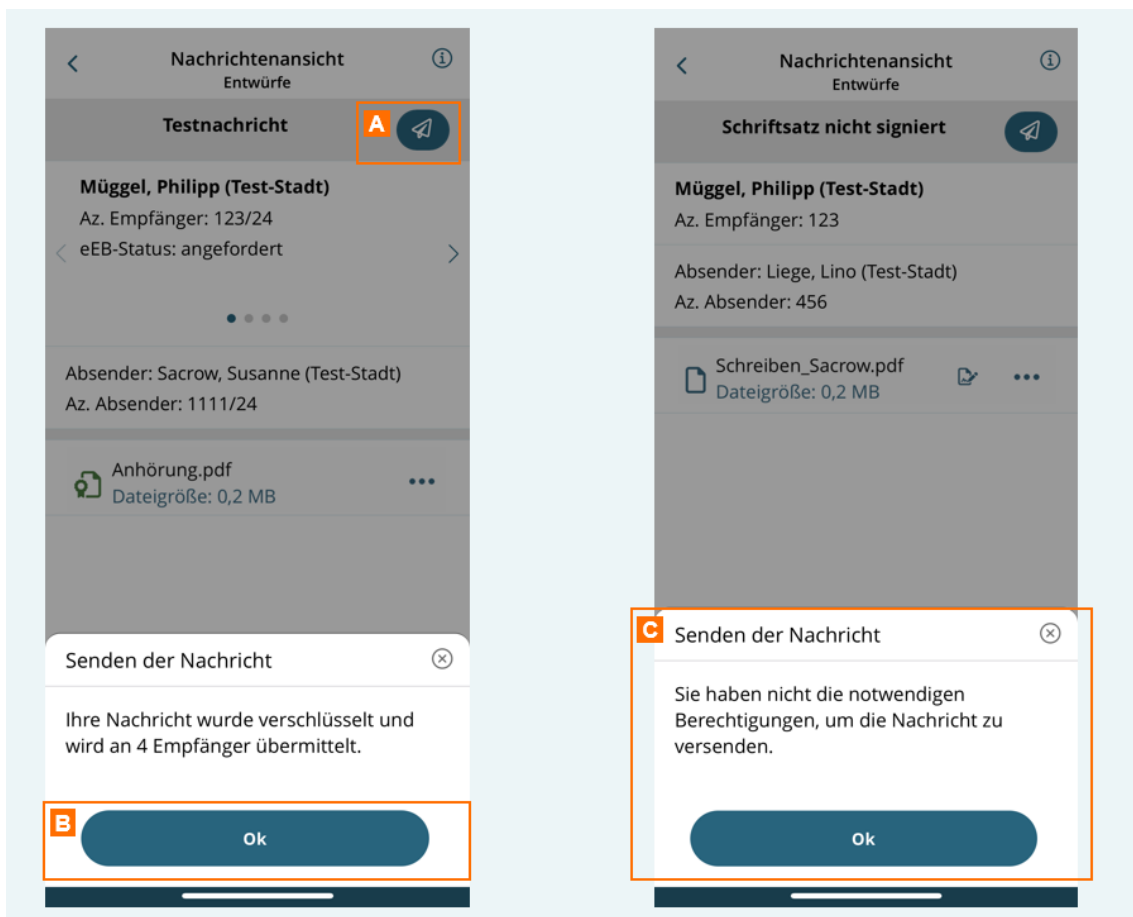 Nachrichtenansicht
Entwürfe
Testnachricht
A
Müggel, Philipp (Test-Stadt)
Az. Empfänger: 123/24
eEB-Status: angefordert
Absender: Sacrow, Susanne (Test-Stadt)
Az. Absender: 1111/24
Anhörung.pdf
Dateigröße: 0,2 MB
Senden der Nachricht
Ihre Nachricht wurde verschlüsselt und
wird an 4 Empfänger übermittelt.
B
Ok
Nachrichtenansicht
Entwürfe
Schriftsatz nicht signiert
Müggel, Philipp (Test-Stadt)
Az. Empfänger: 123
Absender: Liege, Lino (Test-Stadt)
Az. Absender: 456
Schreiben_Sacrow.pdf
Dateigröße: 0,2 MB
C
Senden der Nachricht
Sie haben nicht die notwendigen
Berechtigungen, um die Nachricht zu
versenden.
Ok